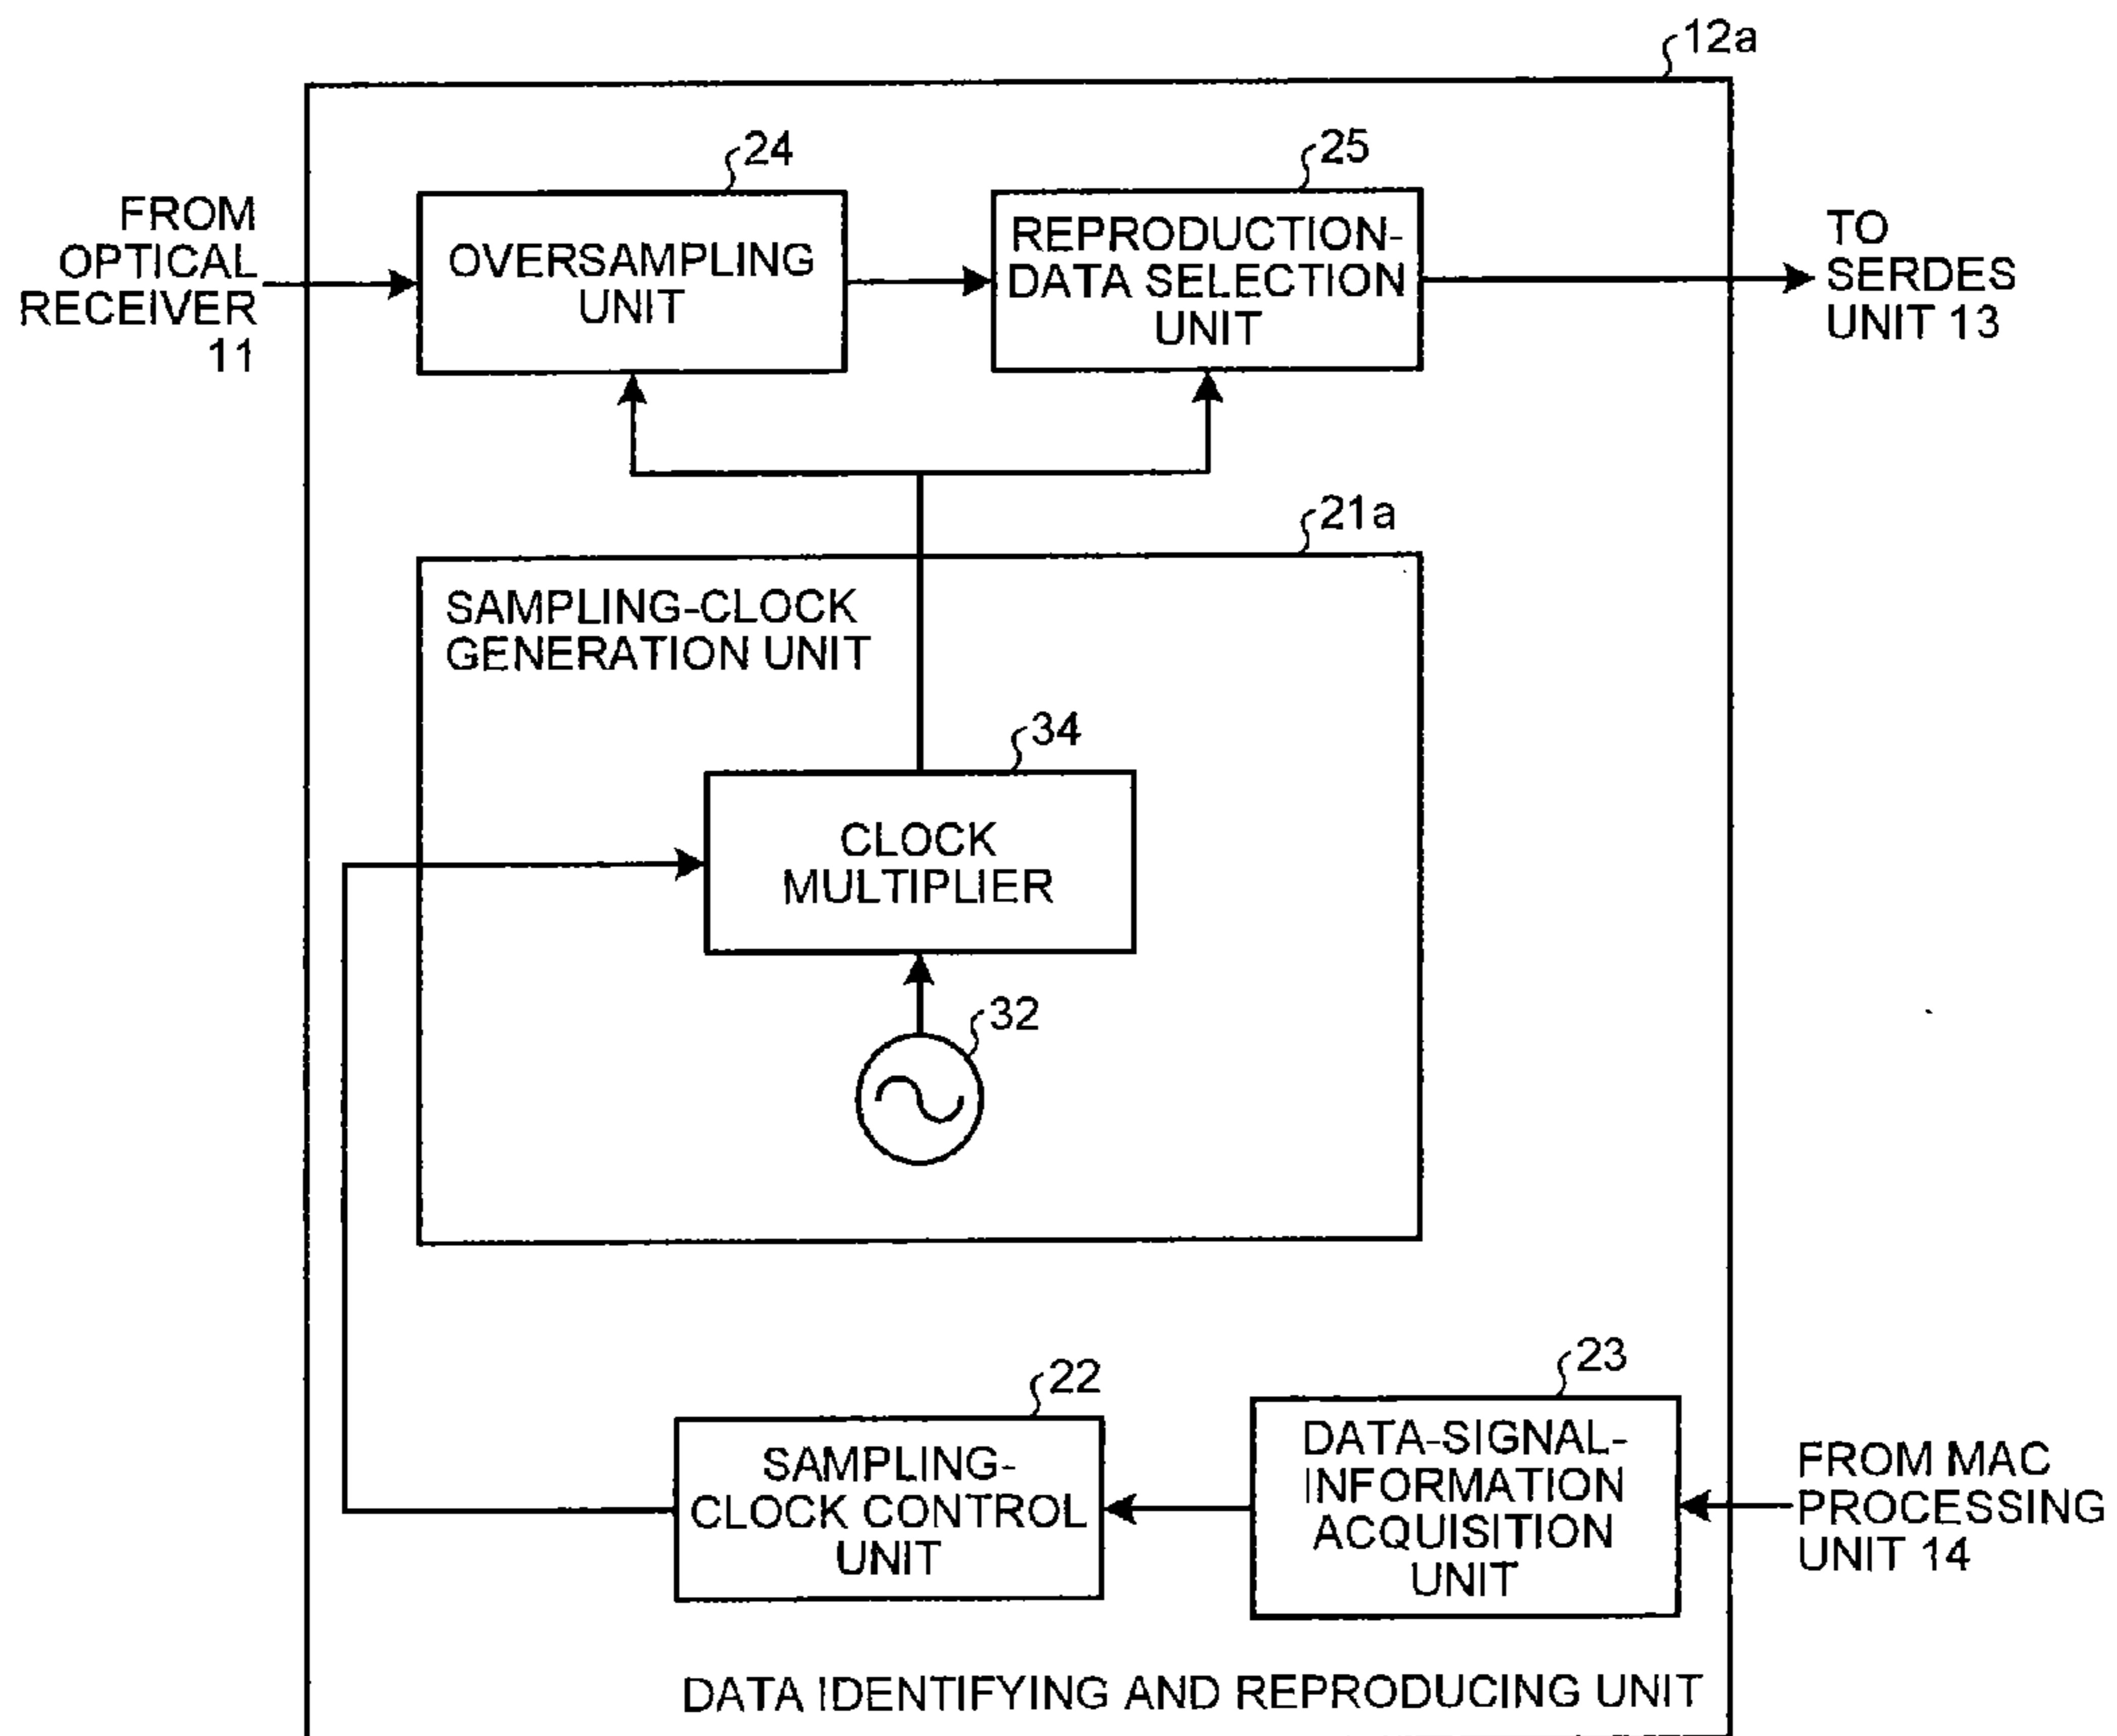 12a
24
25
FROM
OPTICAL
RECEIVER
11
OVERSAMPLING
UNIT
REPRODUCTION-
DATA SELECTION
UNIT
TO
SERDES
UNIT 13
21a
SAMPLING-CLOCK
GENERATION UNIT
34
CLOCK
MULTIPLIER
32
22
23
SAMPLING-
CLOCK CONTROL
UNIT
DATA-SIGNAL-
INFORMATION
ACQUISITION
UNIT
FROM MAC
PROCESSING
UNIT 14
DATA IDENTIFYING AND REPRODUCING UNIT